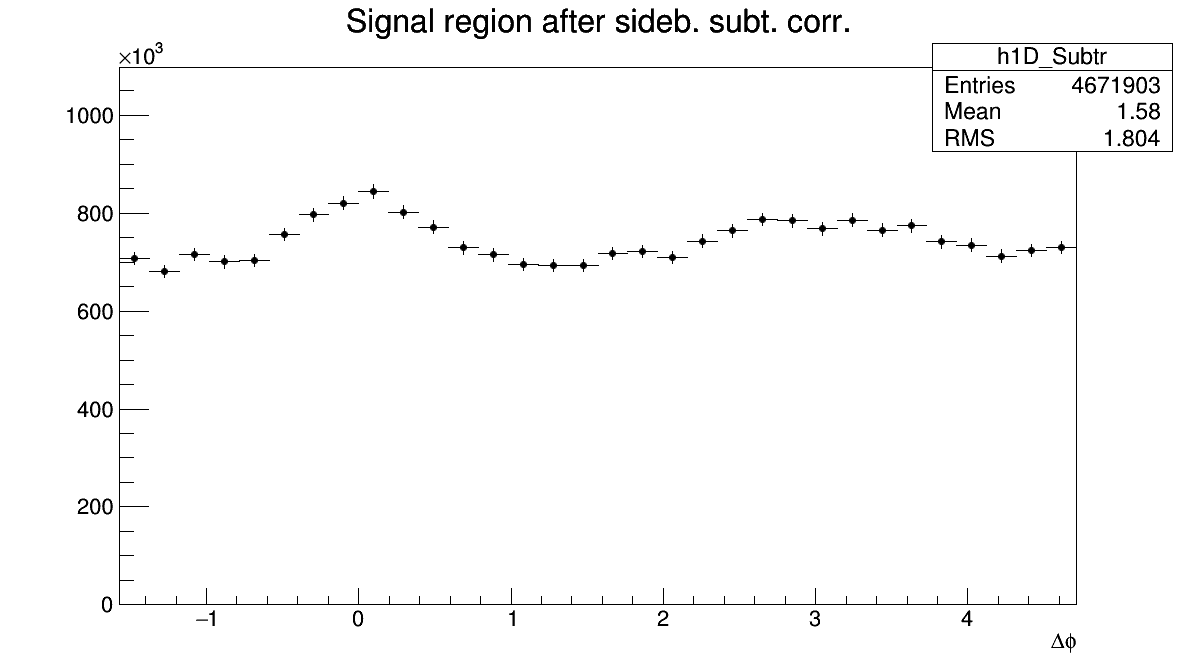 Signal region after sideb. subt. corr.
×10³
h1D_Subtr
Entries 4671903
Mean 1.58
RMS 1.804
1000
800
600
400
200
0
−1 0 1 2 3 4
Δϕ